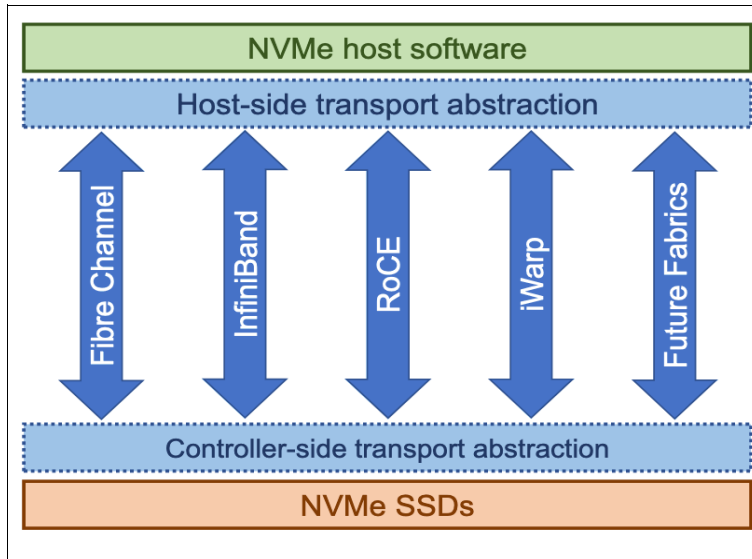 NVMe host software
Host-side transport abstraction
Fibre Channel
InfiniBand
RoCE
iWarp
Future Fabrics
Controller-side transport abstraction
NVMe SSDs